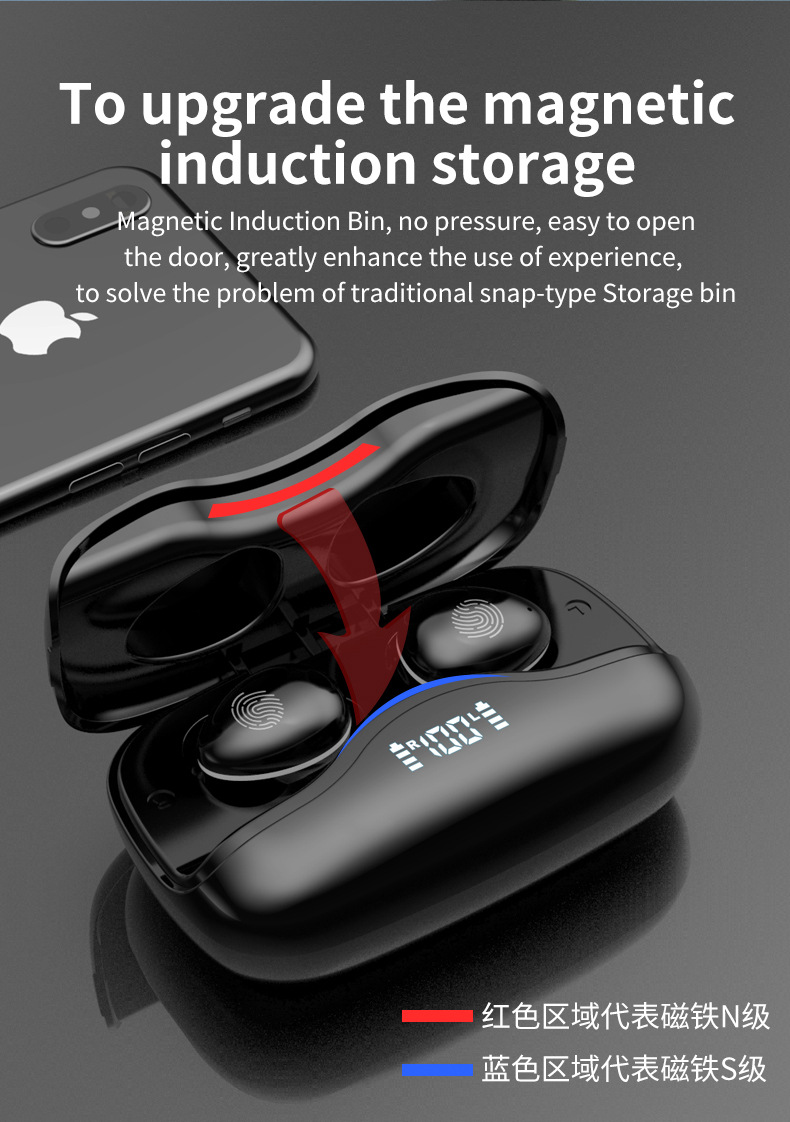 To upgrade the magnetic
induction storage
Magnetic Induction Bin, no pressure, easy to open
the door, greatly enhance the use of experience,
to solve the problem of traditional snap-type Storage bin
R 100 L
红色区域代表磁铁N级
蓝色区域代表磁铁S级